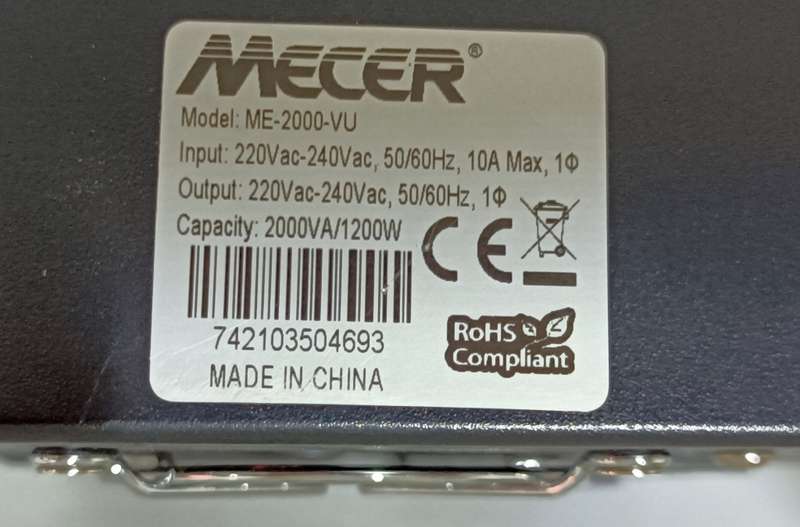 MECER®
Model: ME-2000-VU
Input: 220Vac-240Vac, 50/60Hz, 10A Max, 1Φ
Output: 220Vac-240Vac, 50/60Hz, 1Φ
Capacity: 2000VA/1200W
CE
742103504693
RoHS
Compliant
MADE IN CHINA